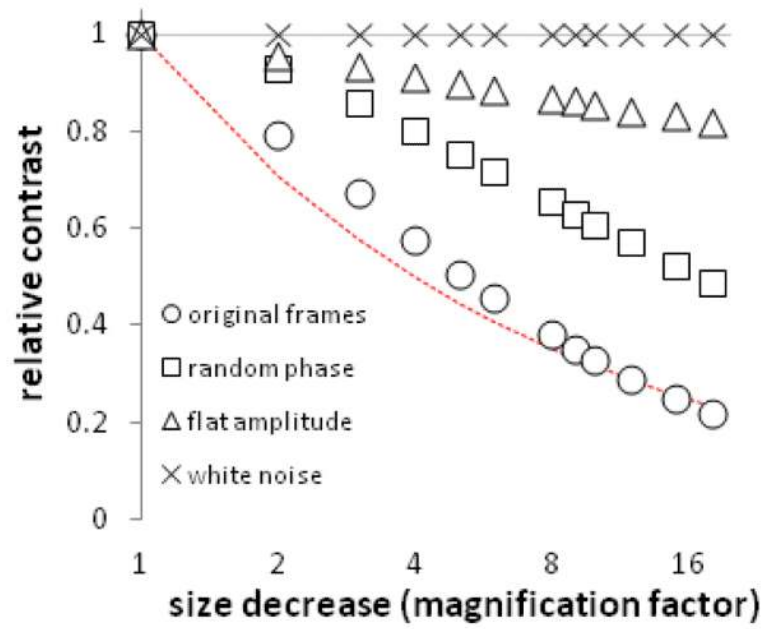 1
0.8
0.6
0.4
0.2
0
relative contrast
original frames
random phase
flat amplitude
white noise
1 2 4 8 16
size decrease (magnification factor)